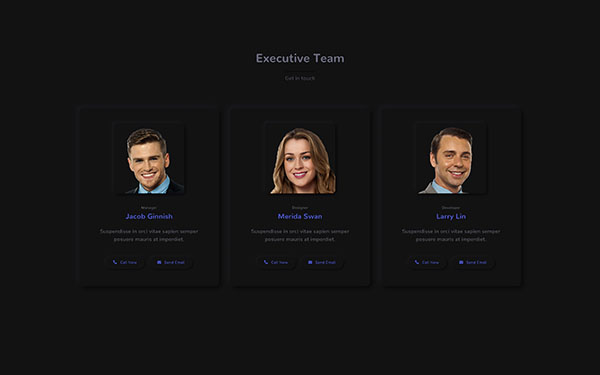 Executive Team
Get in touch
Manager
Jacob Ginnish
Suspendisse in orci vitae sapien semper
posuere mauris at imperdiet.
Call Now
Send Email
Designer
Merida Swan
Suspendisse in orci vitae sapien semper
posuere mauris at imperdiet.
Call Now
Send Email
Developer
Larry Lin
Suspendisse in orci vitae sapien semper
posuere mauris at imperdiet.
Call Now
Send Email